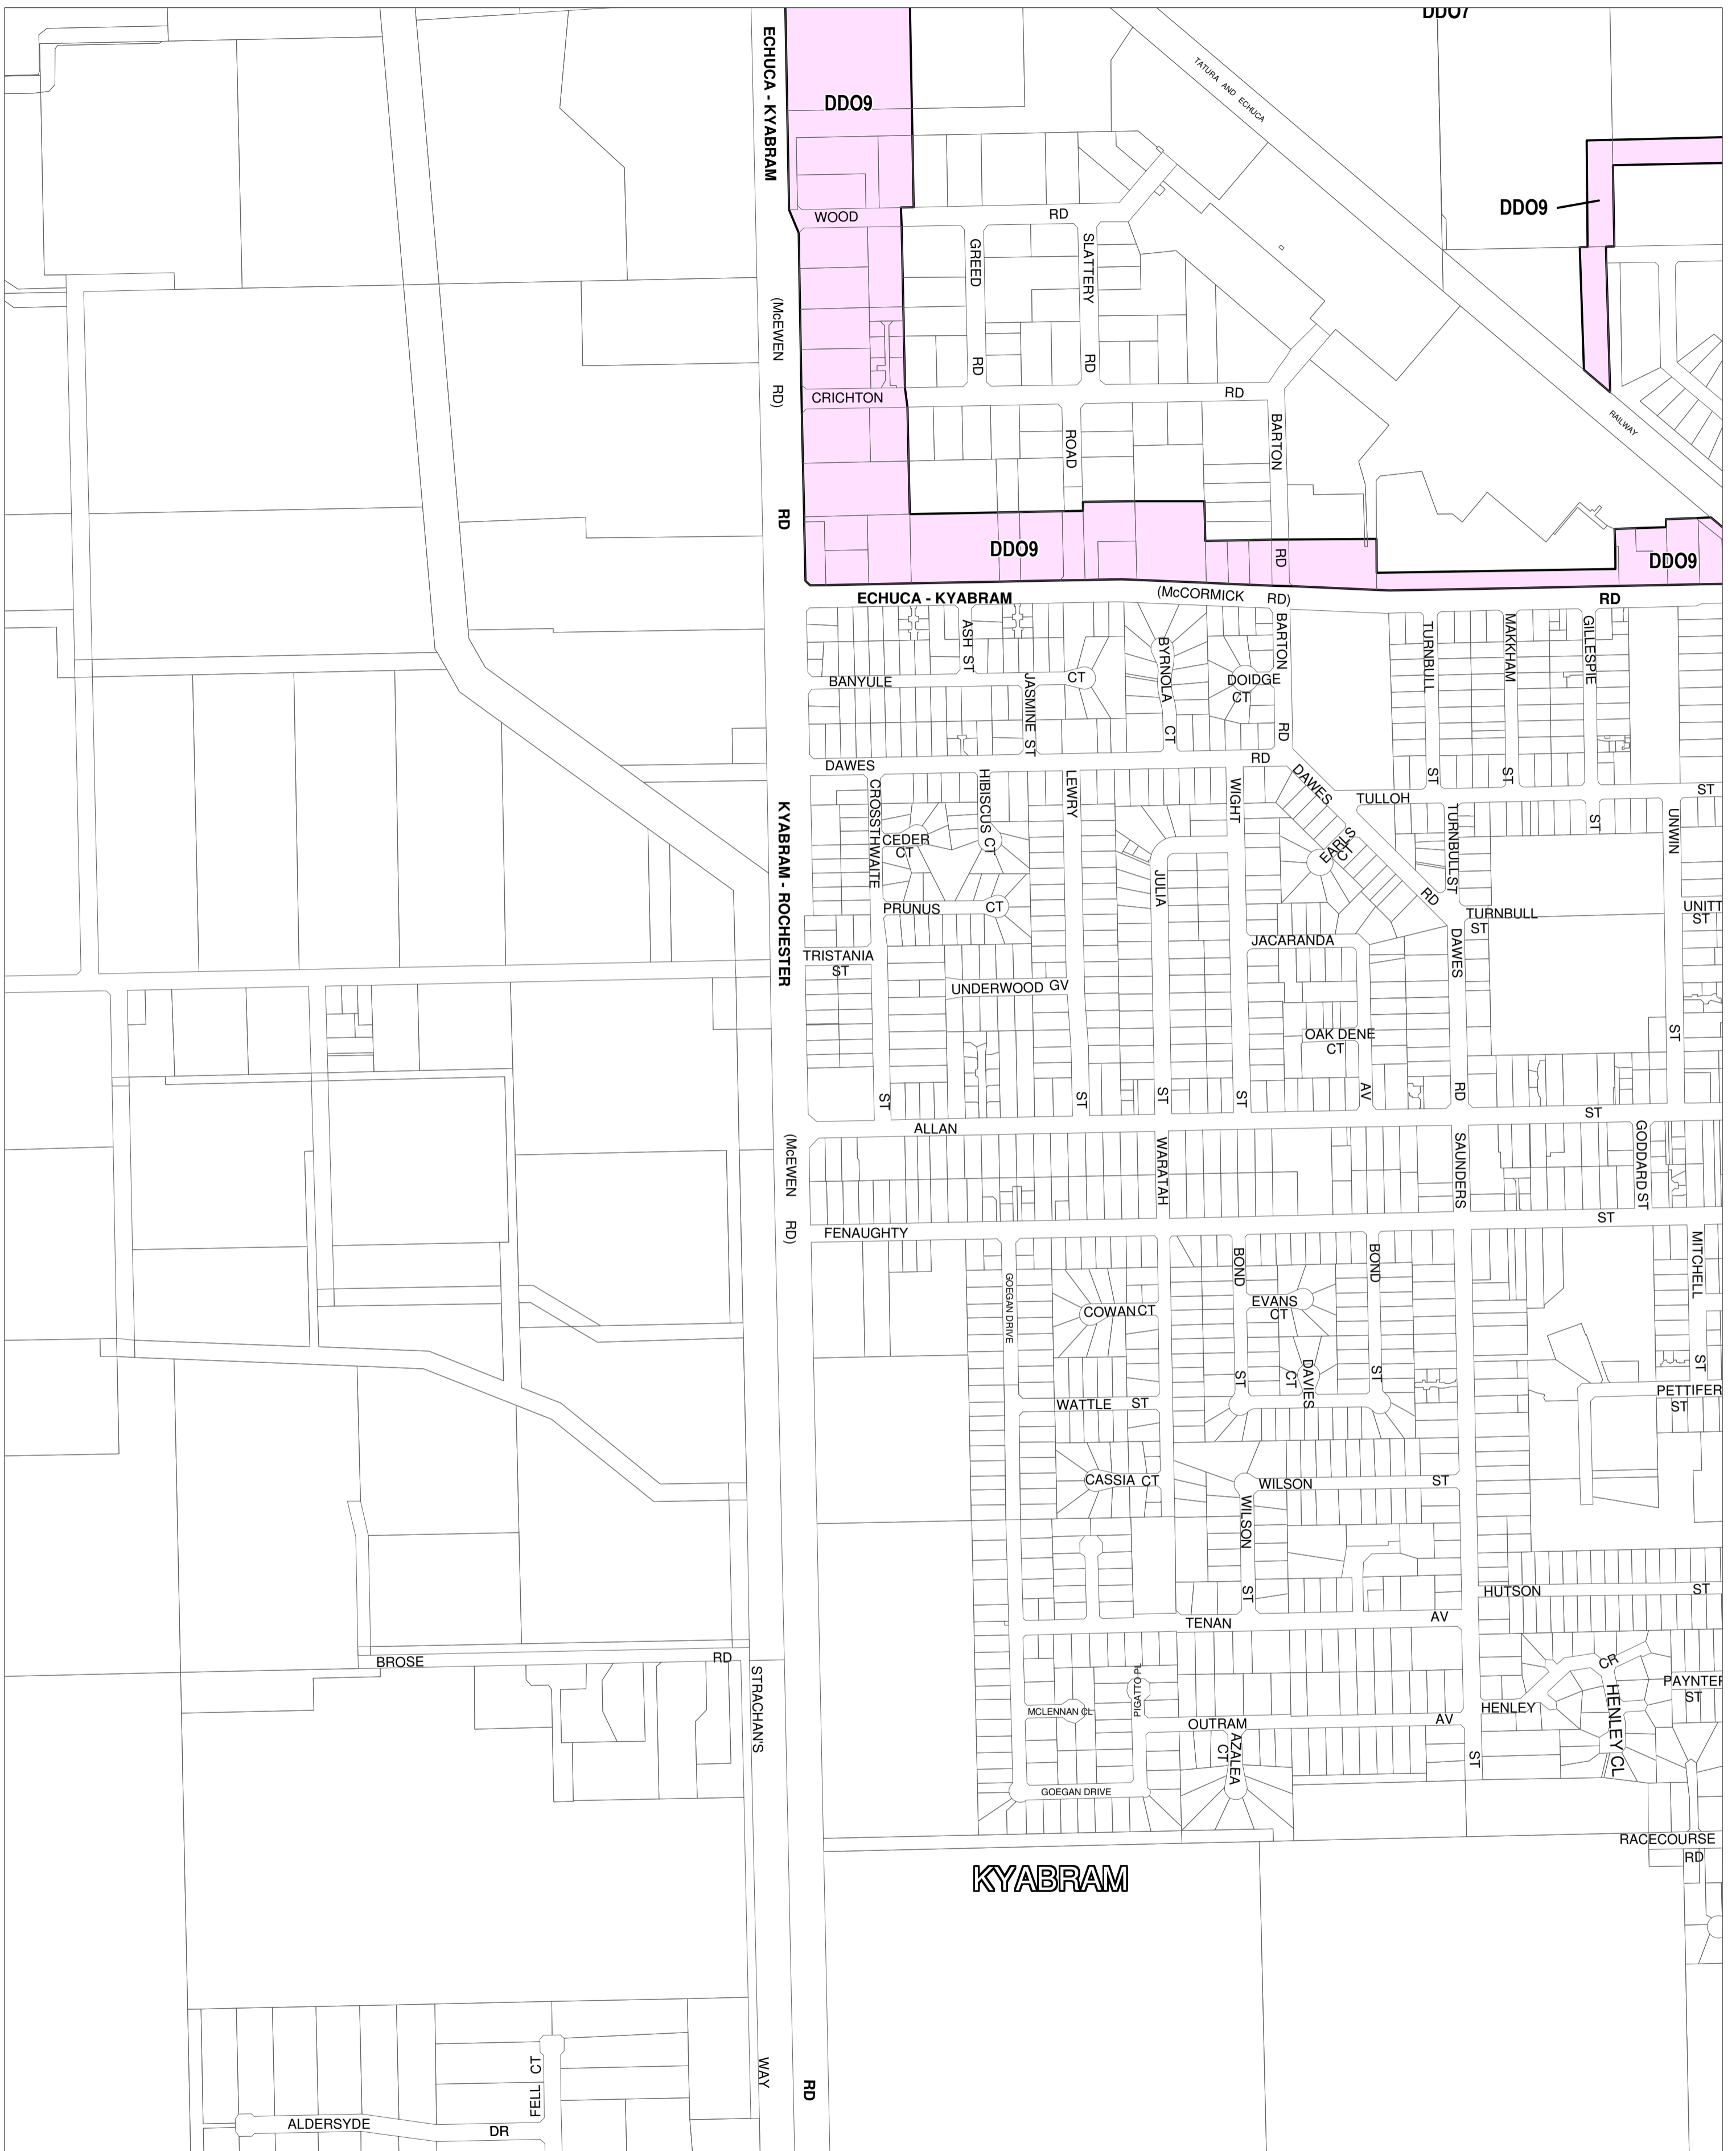 DDO7
ECHUCA - KYABRAM
DDO9
TATURA AND ECHUCA
DDO9
WOOD
RD
GREED
SLATTERY
(McEWEN
RD)
RD
RD
CRICHTON
RD
RAILWAY
ROAD
BARTON
RD
DDO9
RD
DDO9
ECHUCA - KYABRAM
(McCORMICK
RD)
RD
ASH ST
BYRNOLA
BARTON
TURNBULL
MAKKHAM
GILLESPIE
BANYULE
CT
JASMINE ST
DOIDGE
CT
CT
RD
DAWES
RD
DAWES
ST
ST
ST
KYABRAM - ROCHESTER
CROSSTHWAITE
HIBISCUS CT
LEWRY
WIGHT
TULLOH
TURNBULL ST
ST
UNWIN
CEDER
CT
EARLS
CT
JULIA
RD
PRUNUS
CT
TURNBULL
ST
UNITT
ST
TRISTANIA
ST
JACARANDA
DAWES
UNDERWOOD GV
OAK DENE
CT
ST
ST
ST
ST
ST
AV
RD
ALLAN
ST
(McEWEN
RD)
WARATAH
SAUNDERS
GODDARD ST
FENAUGHTY
ST
GOEGAN DRIVE
BOND
BOND
MITCHELL
COWAN CT
EVANS
CT
ST
DAVIES
CT
ST
ST
WATTLE ST
PETTIFER
ST
CASSIA CT
WILSON
ST
WILSON
ST
HUTSON
ST
TENAN
AV
BROSE
RD
STRACHAN'S
PIGATTO PL
CR
PAYNTER
ST
MCLENNAN CL
HENLEY
HENLEY CL
OUTRAM
AV
AZALEA
CT
ST
GOEGAN DRIVE
RACECOURSE
RD
KYABRAM
FELL CT
WAY
RD
ALDERSYDE
DR